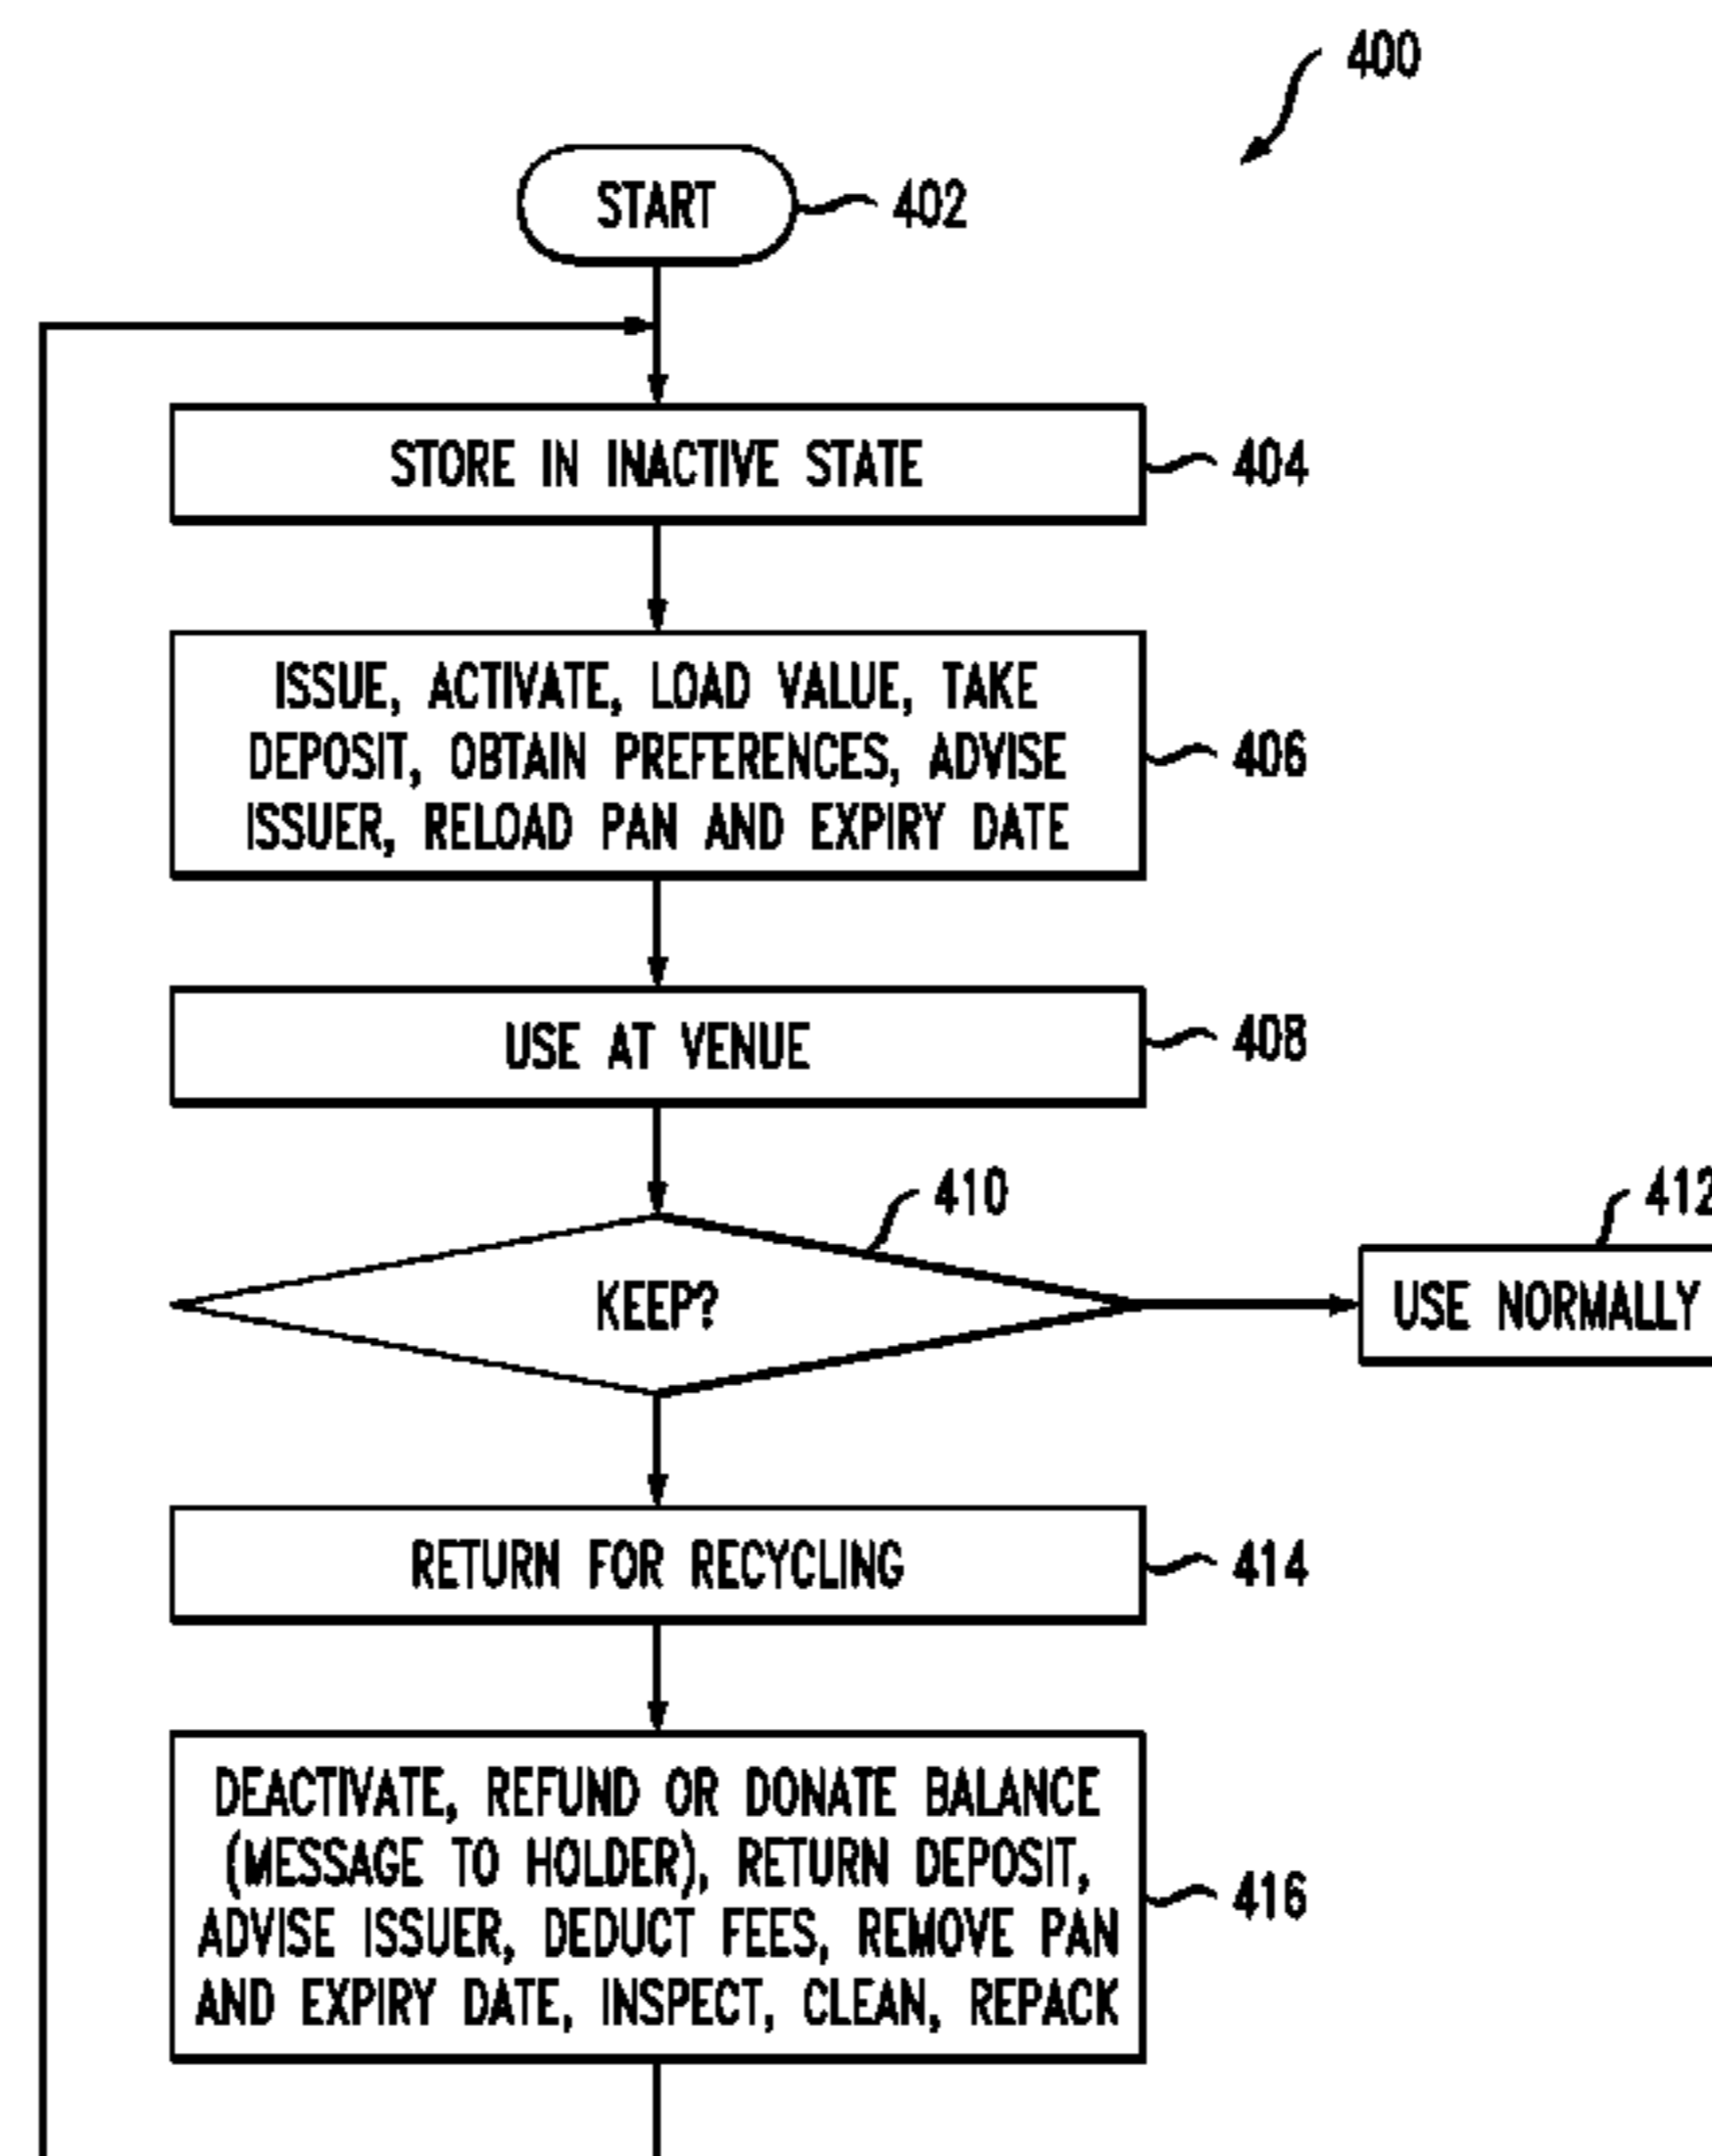 400
START
402
STORE IN INACTIVE STATE
404
ISSUE, ACTIVATE, LOAD VALUE, TAKE
DEPOSIT, OBTAIN PREFERENCES, ADVISE
ISSUER, RELOAD PAN AND EXPIRY DATE
406
USE AT VENUE
408
410
KEEP?
412
USE NORMALLY
RETURN FOR RECYCLING
414
DEACTIVATE, REFUND OR DONATE BALANCE
(MESSAGE TO HOLDER), RETURN DEPOSIT,
ADVISE ISSUER, DEDUCT FEES, REMOVE PAN
AND EXPIRY DATE, INSPECT, CLEAN, REPACK
416